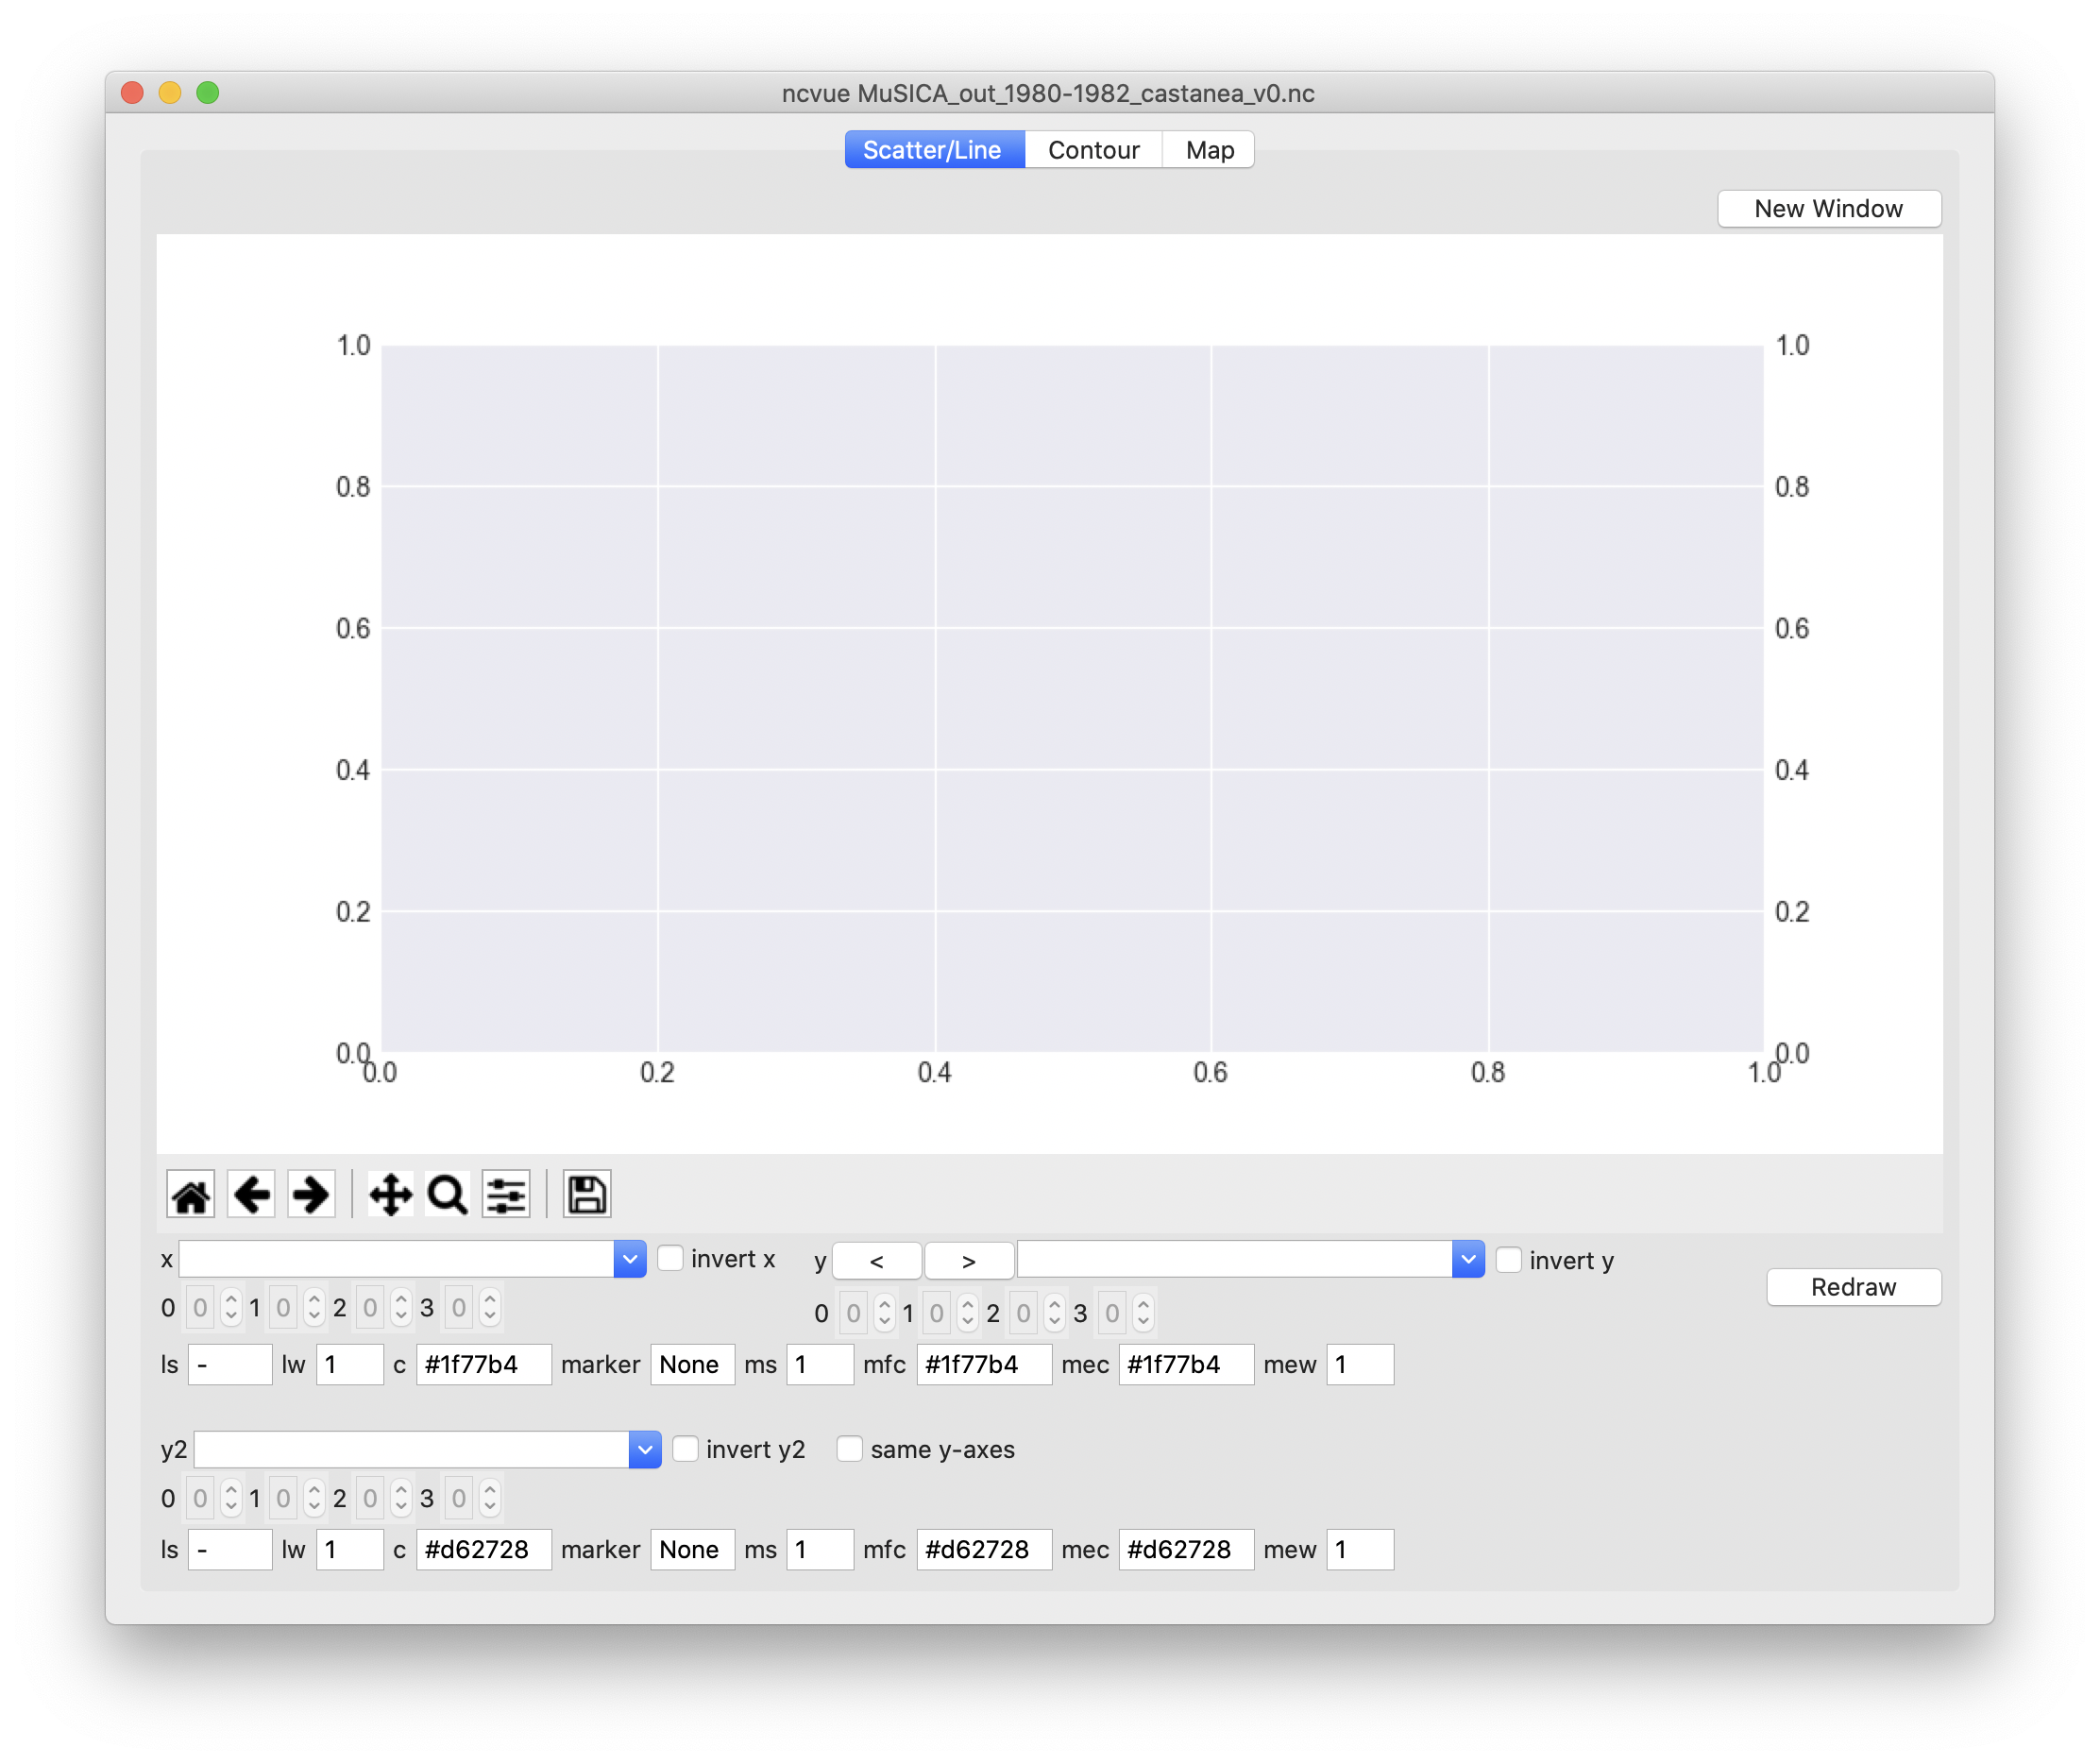 ncvue MuSICA_out_1980-1982_castanea_v0.nc
Scatter/Line Contour Map
New Window
1.0 1.0
0.8 0.8
0.6 0.6
0.4 0.4
0.2 0.2
0.0 0.0
0.0 0.2 0.4 0.6 0.8 1.0
x invert x y < > invert y
Redraw
0 0 1 0 2 0 3 0 0 0 1 0 2 0 3 0
ls - lw 1 c #1f77b4 marker None ms 1 mfc #1f77b4 mec #1f77b4 mew 1
y2 invert y2 same y-axes
0 0 1 0 2 0 3 0
ls - lw 1 c #d62728 marker None ms 1 mfc #d62728 mec #d62728 mew 1